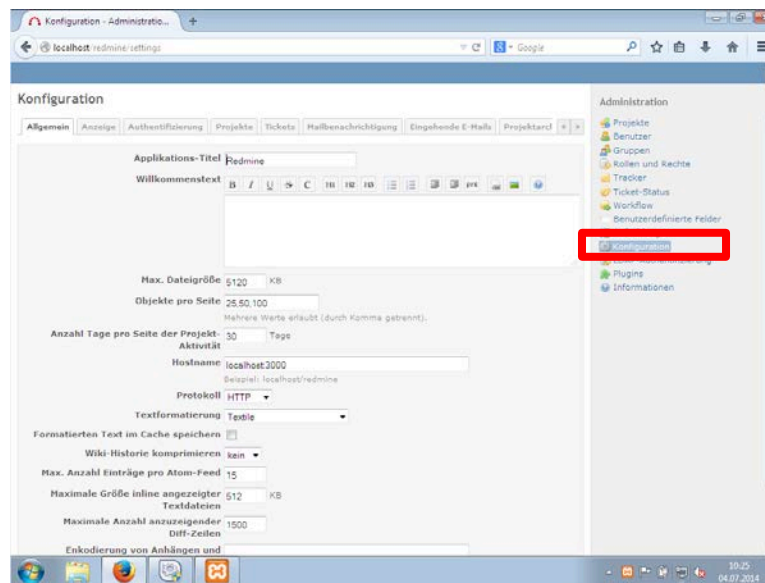 Konfiguration - Administratio...
localhost/redmine/settings
Google
Konfiguration
Allgemein Anzeige Authentifizierung Projekte Tickets Mailbenachrichtigung Eingehende E-Mails Projektarch
Applikations-Titel Redmine
Willkommenstext
B I U S C H1 H2 H3 pre
Max. Dateigröße 5120 KB
Objekte pro Seite 25,50,100
Mehrere Werte erlaubt (durch Komma getrennt).
Anzahl Tage pro Seite der Projekt-Aktivität 30 Tage
Hostname localhost:3000
Beispiel: localhost/redmine
Protokoll HTTP
Textformatierung Textile
Formatierten Text im Cache speichern
Wiki-Historie komprimieren kein
Max. Anzahl Einträge pro Atom-Feed 15
Maximale Größe inline angezeigter Textdateien 512 KB
Maximale Anzahl anzuzeigender Diff-Zeilen 1500
Enkodierung von Anhängen und
Administration
Projekte
Benutzer
Gruppen
Rollen und Rechte
Tracker
Ticket-Status
Workflow
Benutzerdefinierte Felder
Konfiguration
Plugins
Informationen
10:25
04.07.2014